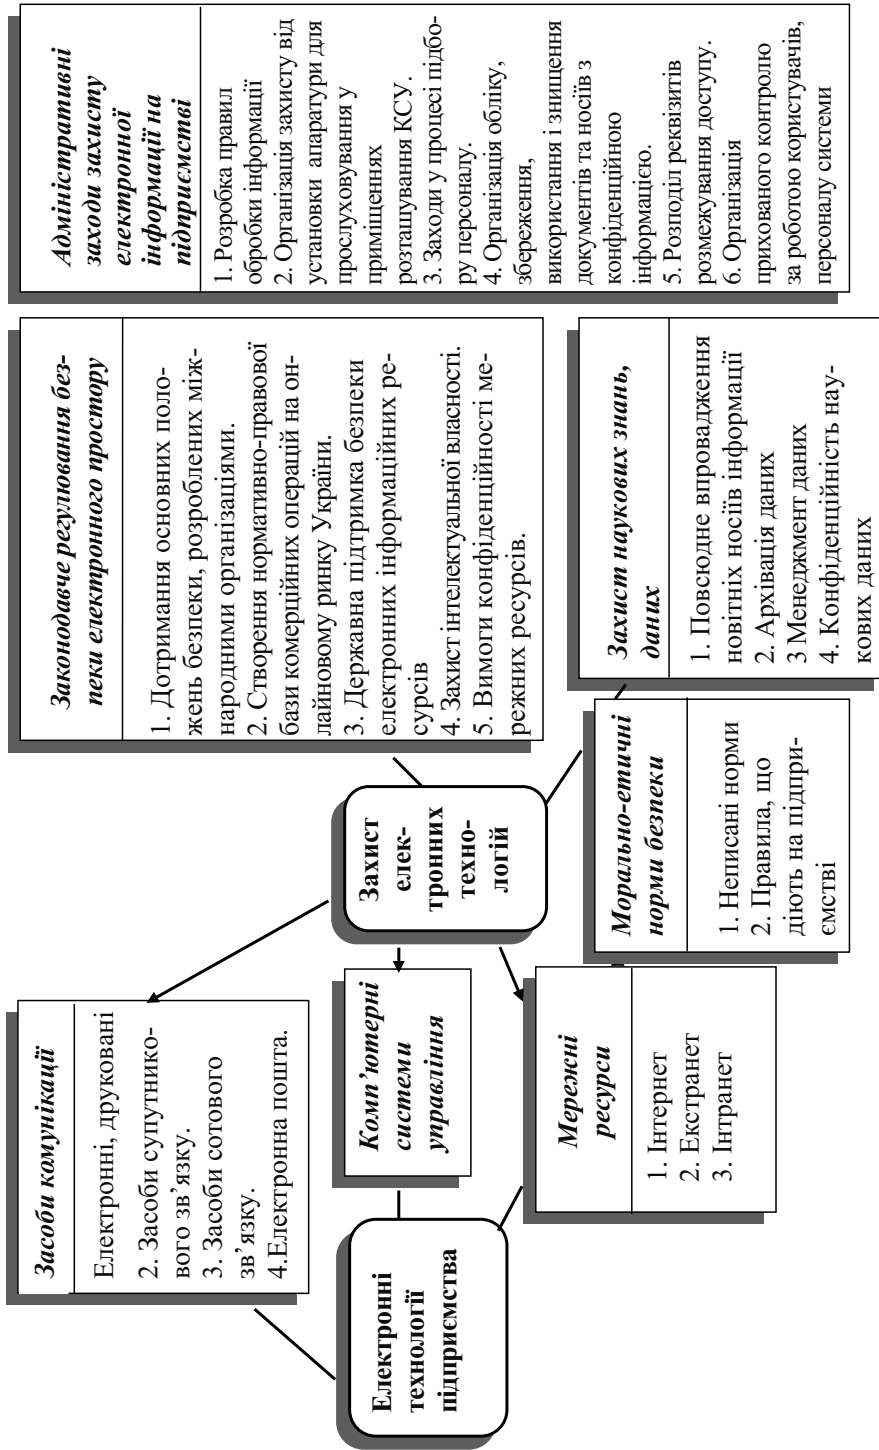 Засоби комунікації
Електронні, друковані
2. Засоби супутнико-
вого зв’язку.
3. Засоби сотового
зв’язку.
4.Електронна пошта.
Електронні
технології
підприємства
Комп’ютерні
системи
управління
Мережні
ресурси
1. Інтернет
2. Екстранет
3. Інтранет
Захист
елек-
тронних
техно-
логій
Законодавче регулювання без-
пеки електронного простору
1. Дотримання основних поло-
жень безпеки, розроблених між-
народними організаціями.
2. Створення нормативно-правової
бази комерційних операцій на он-
лайновому ринку України.
3. Державна підтримка безпеки
електронних інформаційних ре-
сурсів
4. Захист інтелектуальної власності.
5. Вимоги конфіденційності ме-
режних ресурсів.
Морально-етичні
норми безпеки
1. Неписані норми
2. Правила, що
діють на підпри-
ємстві
Захист наукових знань,
даних
1. Повсюдне впровадження
новітніх носіїв інформації
2. Архівація даних
3 Менеджмент даних
4. Конфіденційність нау-
кових даних
Адміністративні
заходи захисту
електронної
інформації на
підприємстві
1. Розробка правил
обробки інформації
2. Організація захисту від
установки апаратури для
прослуховування у
приміщеннях
розташування КСУ.
3. Заходи у процесі підбо-
ру персоналу.
4. Організація обліку,
збереження,
використання і знищення
документів та носіїв з
конфіденційною
інформацією.
5. Розподіл реквізитів
розмежування доступу.
6. Організація
прихованого контролю
за роботою користувачів,
персоналу системи